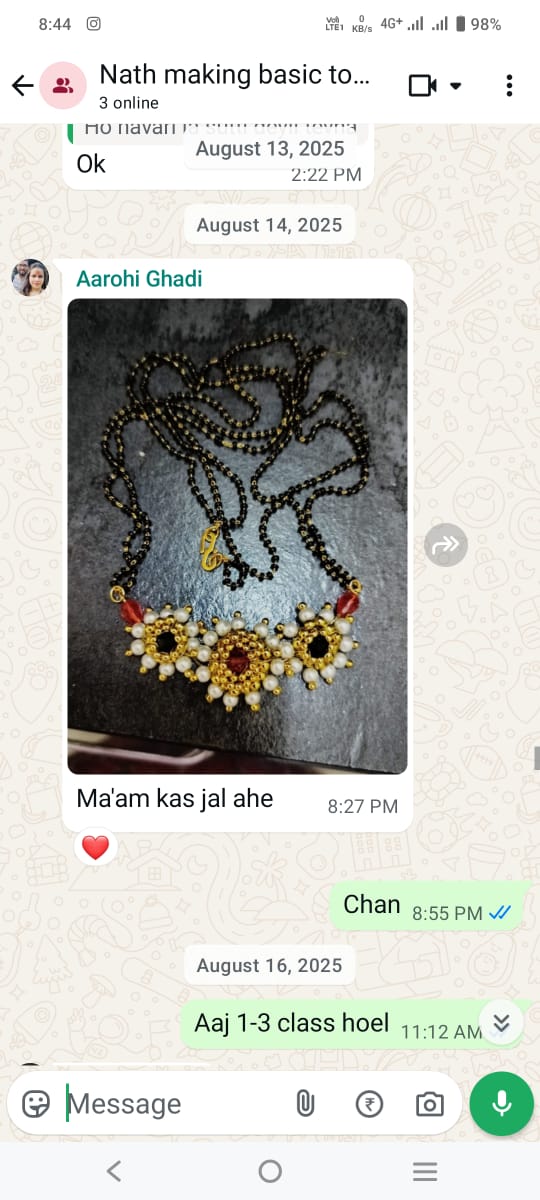 8:44
Vo) LTE1 0 KB/s 4G+ 98%
Nath making basic to...
3 online
Ho navari
August 13, 2025
Ok
2:22 PM
August 14, 2025
Aarohi Ghadi
Ma'am kas jal ahe 8:27 PM
❤️
Chan 8:55 PM
August 16, 2025
Aaj 1-3 class hoel 11:12 AM
Message